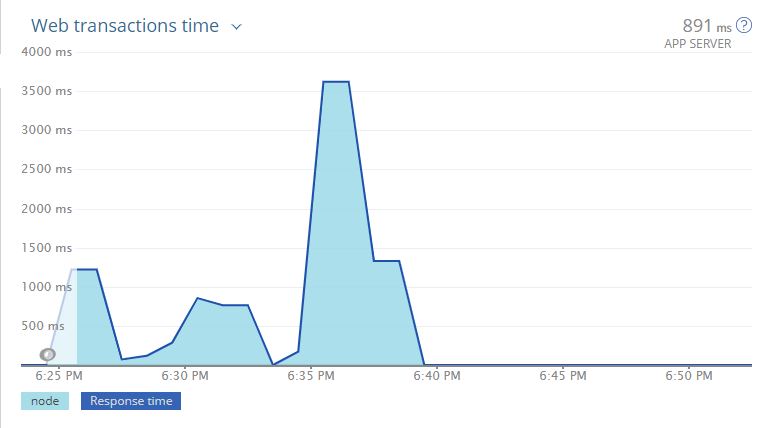 Web transactions time
891 ms ?
APP SERVER
4000 ms
3500 ms
3000 ms
2500 ms
2000 ms
1500 ms
1000 ms
500 ms
6:25 PM 6:30 PM 6:35 PM 6:40 PM 6:45 PM 6:50 PM
node Response time